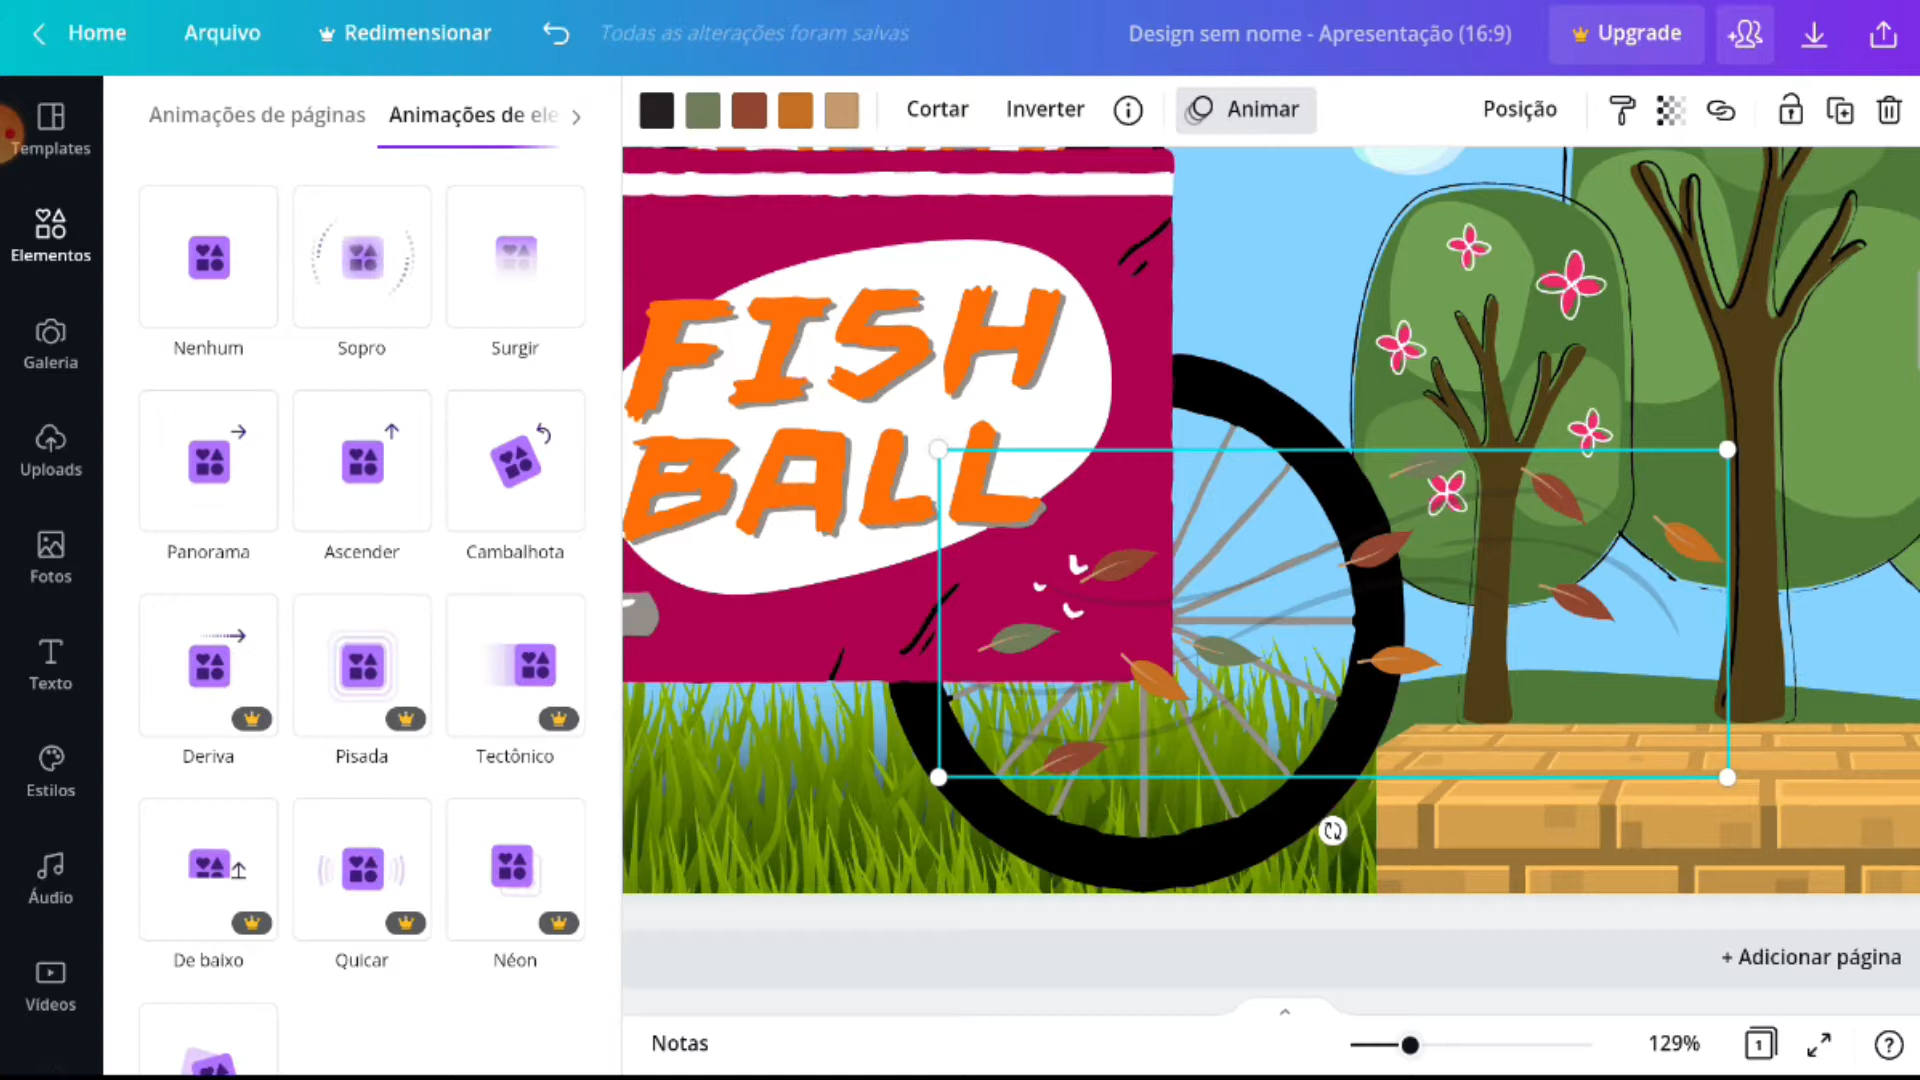 Home
Arquivo
Redimensionar
Todas as alterações foram salvas
Design sem nome - Apresentação (16:9)
Upgrade
Templates
Elementos
Galeria
Uploads
Fotos
Texto
Estilos
Áudio
Vídeos
Animações de páginas
Animações de ele
Nenhum
Sopro
Surgir
Panorama
Ascender
Cambalhota
Deriva
Pisada
Tectônico
De baixo
Quicar
Néon
Cortar
Inverter
Animar
Posição
FISH
BALL
+ Adicionar página
Notas
129%
1